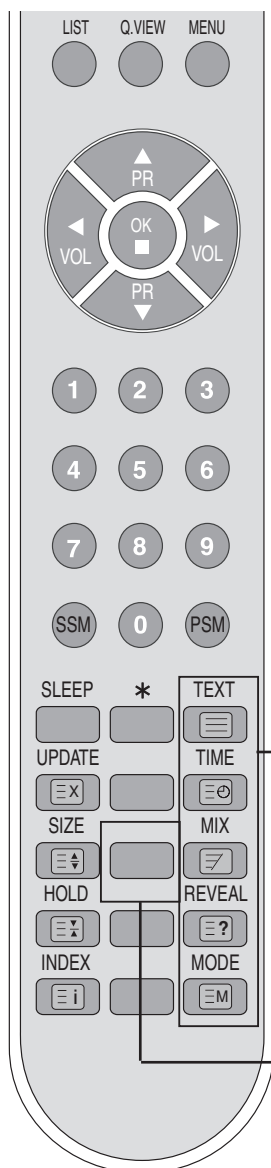 LIST Q.VIEW MENU
PR
OK
VOL VOL
PR
1 2 3
4 5 6
7 8 9
SSM 0 PSM
SLEEP * TEXT
UPDATE TIME
X
SIZE MIX
HOLD REVEAL
?
INDEX MODE
i M